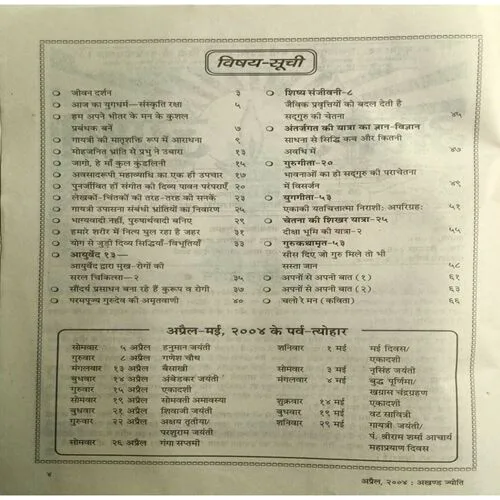 विषय-सूची
जीवन दर्शन ३
आज का युगधर्म—संस्कृति रक्षा ५
हम अपने भीतर के मन के कुशल
प्रबंधक बनें ७
गायत्री की मातृशक्ति रूप में आराधना ९
मोहजनित भ्रांति से प्रभु ने उबारा १३
जागो, हे माँ कुल कुंडलिनी १५
अवसादरूपी महाव्याधि का एक ही उपचार १७
पुनर्जीवित हों संगीत की दिव्य पावन परंपराएँ २०
लेखकों-चिंतकों की तरह-तरह की सनकें २३
गायत्री उपासना संबंधी भ्रांतियों का निवारण २५
भाग्यवादी नहीं, पुरुषार्थवादी बनिए २९
हमारे शरीर में नित्य घुल रहा है जहर ३१
योग से जुड़ी दिव्य सिद्धियाँ-विभूतियाँ ३३
आयुर्वेद १३—
आयुर्वेद द्वारा मुख-रोगों की
सरल चिकित्सा—२ ३५
सौंदर्य प्रसाधन बना रहे हैं कुरूप व रोगी ३७
परमपूज्य गुरुदेव की अमृतवाणी ४०
शिष्य संजीवनी-८
जैविक प्रवृत्तियों को बदल देती है
सद्गुरु की चेतना ४५
अंतर्जगत की यात्रा का ज्ञान-विज्ञान
साधना से सिद्धि कब और कितनी
अवधि में ४७
गुरुगीता-२०
भावनाओं का हो सद्गुरु की पराचेतना
में विसर्जन ४९
युगगीता-५३
एकाकी यतचित्तात्मा निराशीः अपरिग्रहः ५१
चेतना की शिखर यात्रा-२५
दीक्षा भूमि की यात्रा-२ ५५
गुरुकथामृत-५३
सीस दिए जो गुरु मिले तो भी
सस्ता जान ५८
अपनों से अपनी बात (१) ६१
अपनों से अपनी बात (२) ६३
चलो रे मन (कविता) ६६
अप्रैल-मई, २००४ के पर्व-त्योहार
सोमवार ५ अप्रैल हनुमान जयंती
गुरुवार ८ अप्रैल गणेश चौथ
मंगलवार १३ अप्रैल बैसाखी
बुधवार १४ अप्रैल अंबेडकर जयंती
गुरुवार १५ अप्रैल एकादशी
सोमवार १९ अप्रैल सोमवती अमावस्या
बुधवार २१ अप्रैल शिवाजी जयंती
गुरुवार २२ अप्रैल अक्षय तृतीया/
परशुराम जयंती
सोमवार २६ अप्रैल गंगा सप्तमी
शनिवार १ मई मई दिवस/
एकादशी
सोमवार ३ मई नृसिंह जयंती
मंगलवार ४ मई बुद्ध पूर्णिमा/
खग्रास चंद्रग्रहण
शुक्रवार १४ मई एकादशी
बुधवार १९ मई वट सावित्री
शनिवार २९ मई गायत्री जयंती/
पं. श्रीराम शर्मा आचार्य
महाप्रयाण दिवस
४
अप्रैल, २००४ : अखण्ड ज्योति